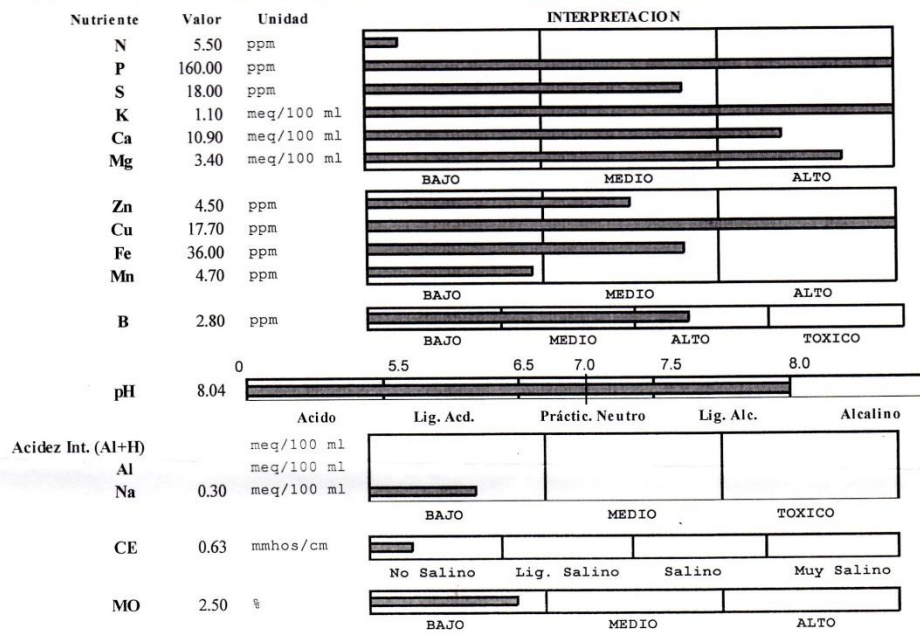 Nutriente Valor Unidad INTERPRETACION
N 5.50 ppm
P 160.00 ppm
S 18.00 ppm
K 1.10 meq/100 ml
Ca 10.90 meq/100 ml
Mg 3.40 meq/100 ml
BAJO MEDIO ALTO
Zn 4.50 ppm
Cu 17.70 ppm
Fe 36.00 ppm
Mn 4.70 ppm
BAJO MEDIO ALTO
B 2.80 ppm
BAJO MEDIO ALTO TOXICO
0 5.5 6.5 7.0 7.5 8.0
pH 8.04
Acido Lig. Acd. Práctic. Neutro Lig. Alc. Alcalino
Acidez Int. (Al+H) meq/100 ml
Al meq/100 ml
Na 0.30 meq/100 ml
BAJO MEDIO TOXICO
CE 0.63 mmhos/cm
No Salino Lig. Salino Salino Muy Salino
MO 2.50 %
BAJO MEDIO ALTO